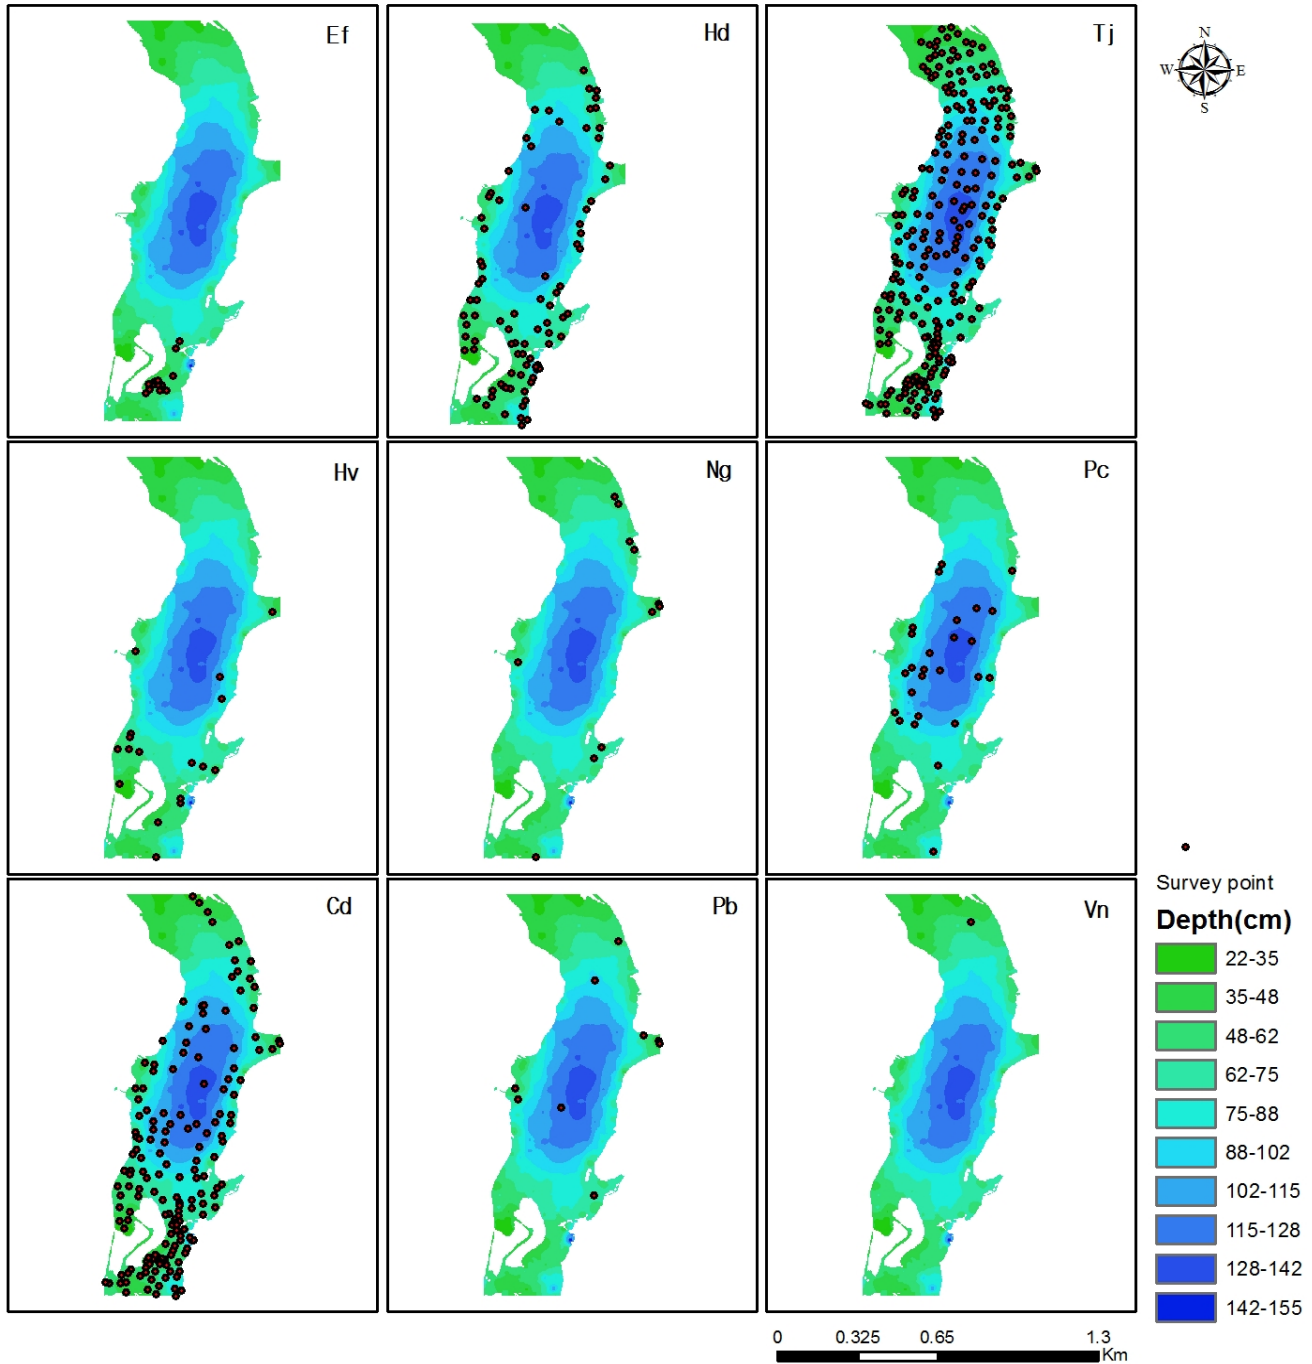 Ef
Hd
Tj
N
W
E
S
Hv
Ng
Pc
Cd
Pb
Vn
Survey point
Depth(cm)
22-35
35-48
48-62
62-75
75-88
88-102
102-115
115-128
128-142
142-155
0 0.325 0.65 1.3
Km